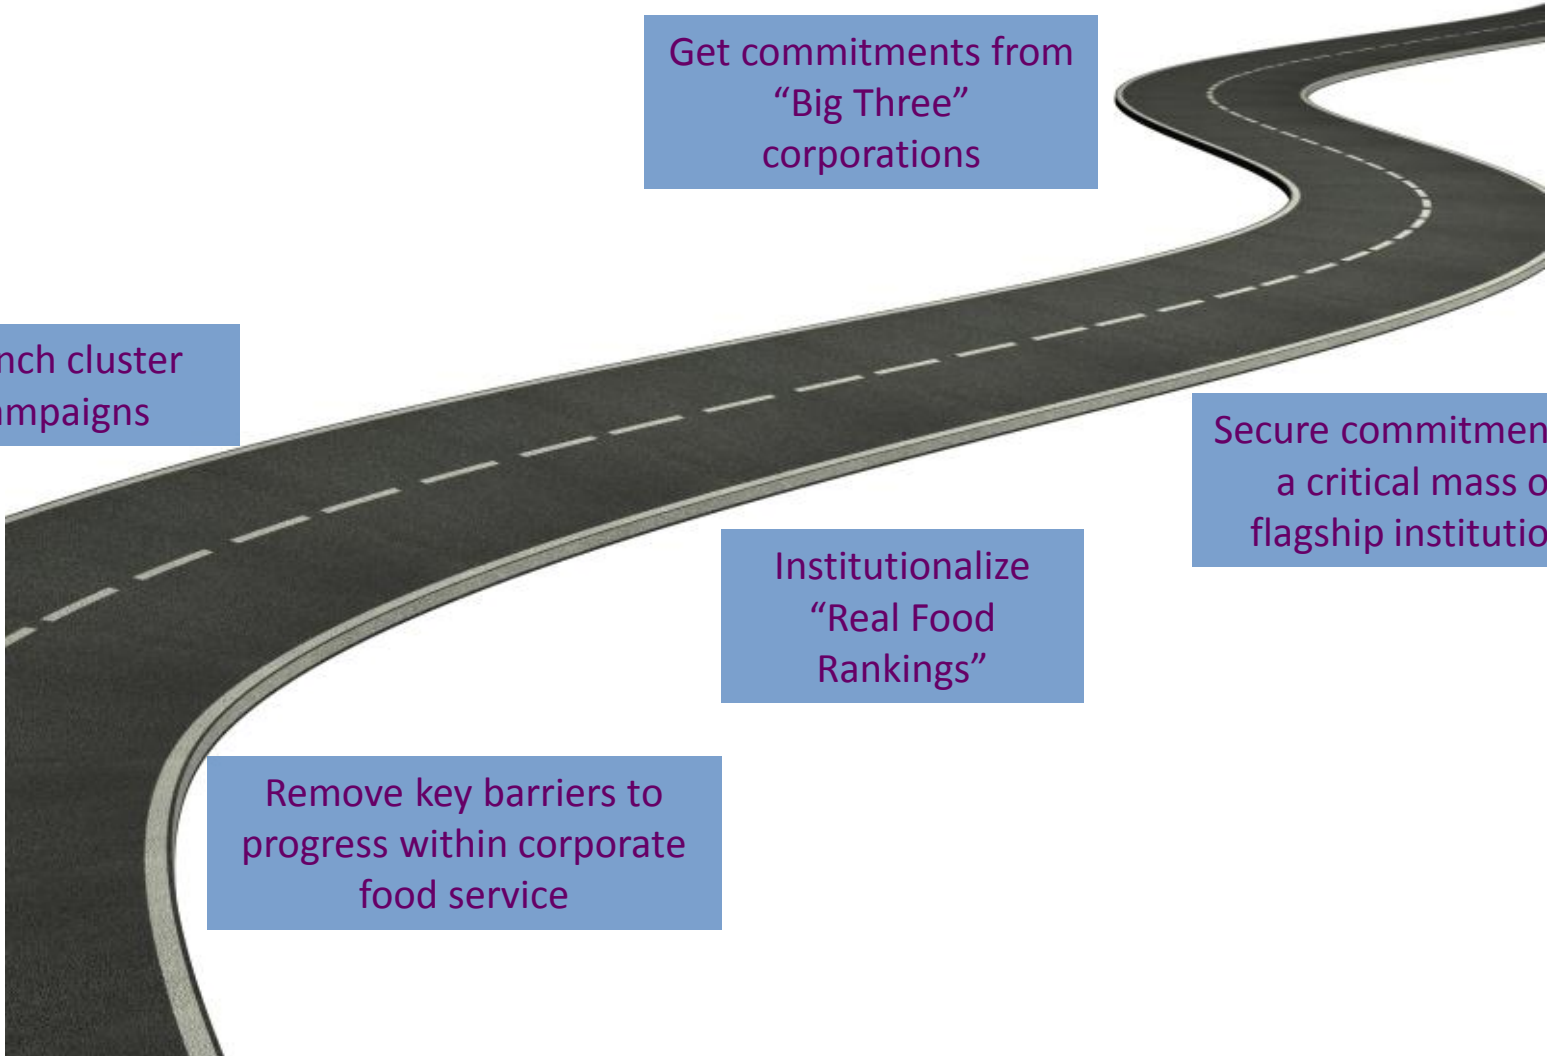 Get commitments from
“Big Three”
corporations
nch cluster
mpaigns
Secure commitmen
a critical mass o
flagship institutio
Institutionalize
“Real Food
Rankings”
Remove key barriers to
progress within corporate
food service